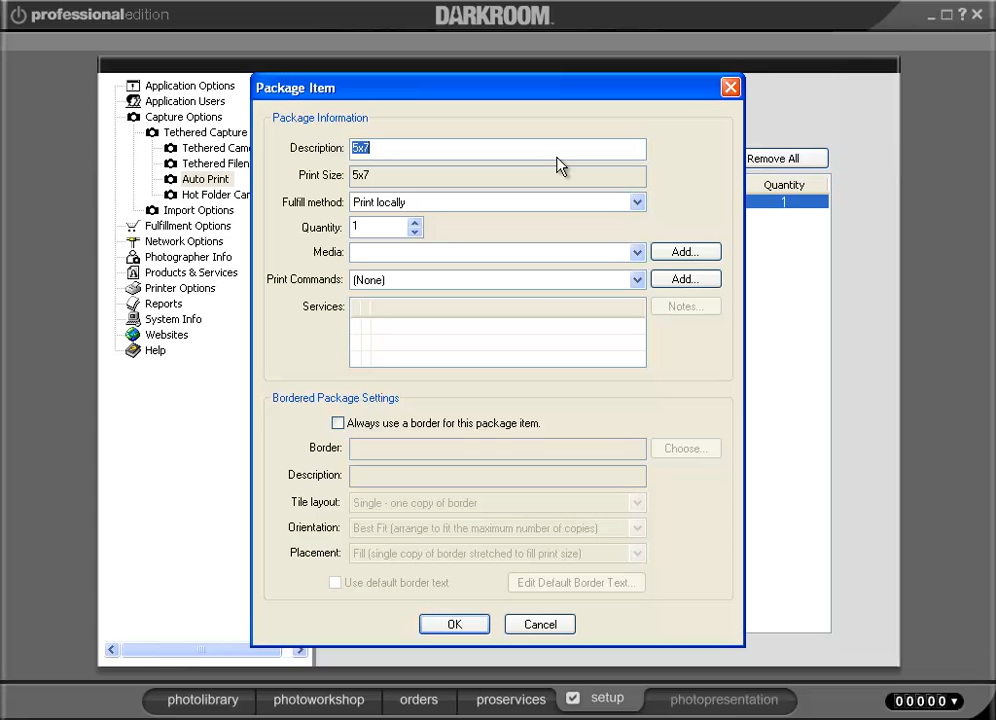 professionaledition
DARKROOM
Package Item
Application Options
Application Users
Capture Options
Tethered Capture
Tethered Cam
Tethered Filen
Auto Print
Hot Folder Car
Import Options
Fulfillment Options
Network Options
Photographer Info
Products & Services
Printer Options
Reports
System Info
Websites
Help
Package Information
Description: 5x7
Print Size: 5x7
Fulfill method: Print locally
Quantity: 1
Media: Add...
Print Commands: (None) Add...
Services: Notes...
Bordered Package Settings
Always use a border for this package item.
Border: Choose...
Description:
Tile layout: Single - one copy of border
Orientation: Best Fit (arrange to fit the maximum number of copies)
Placement: Fill (single copy of border stretched to fill print size)
Use default border text Edit Default Border Text...
OK Cancel
Remove All
Quantity
1
photolibrary photoworkshop orders proservices setup photopresentation 00000